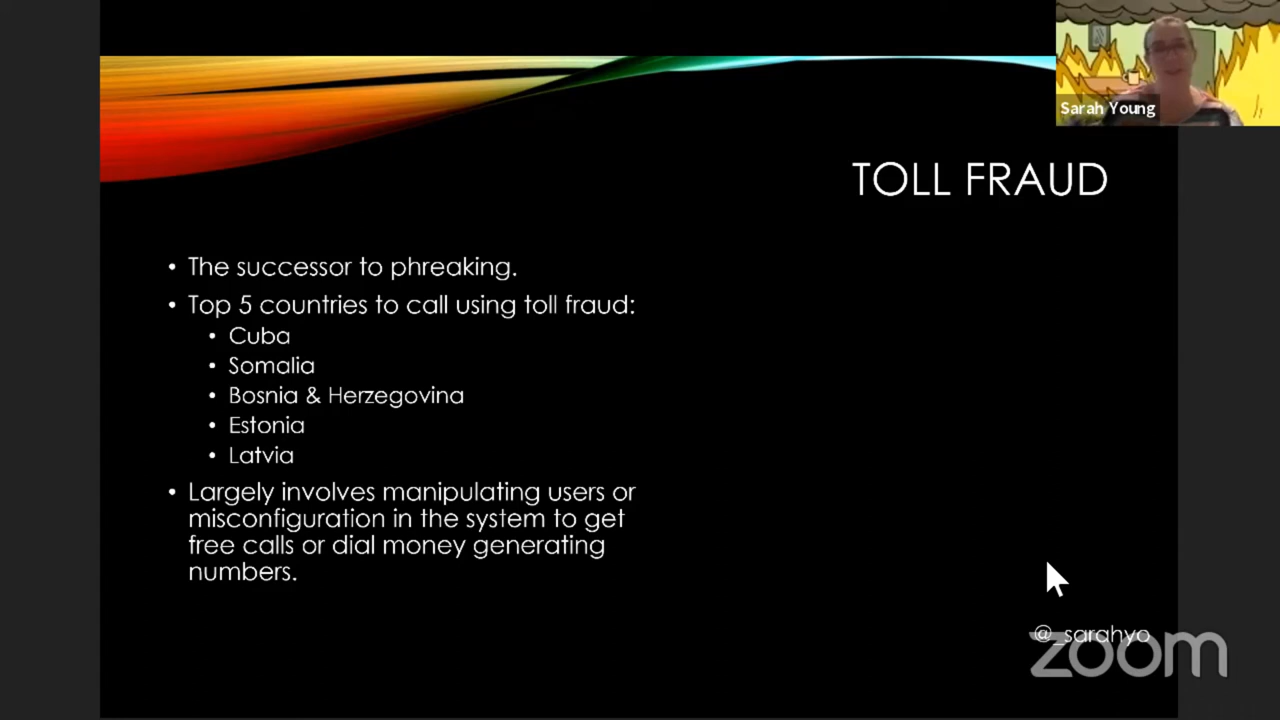 Sarah Young
TOLL FRAUD
• The successor to phreaking.
• Top 5 countries to call using toll fraud:
• Cuba
• Somalia
• Bosnia & Herzegovina
• Estonia
• Latvia
• Largely involves manipulating users or
misconfiguration in the system to get
free calls or dial money generating
numbers.
@_sarahyo
zoom